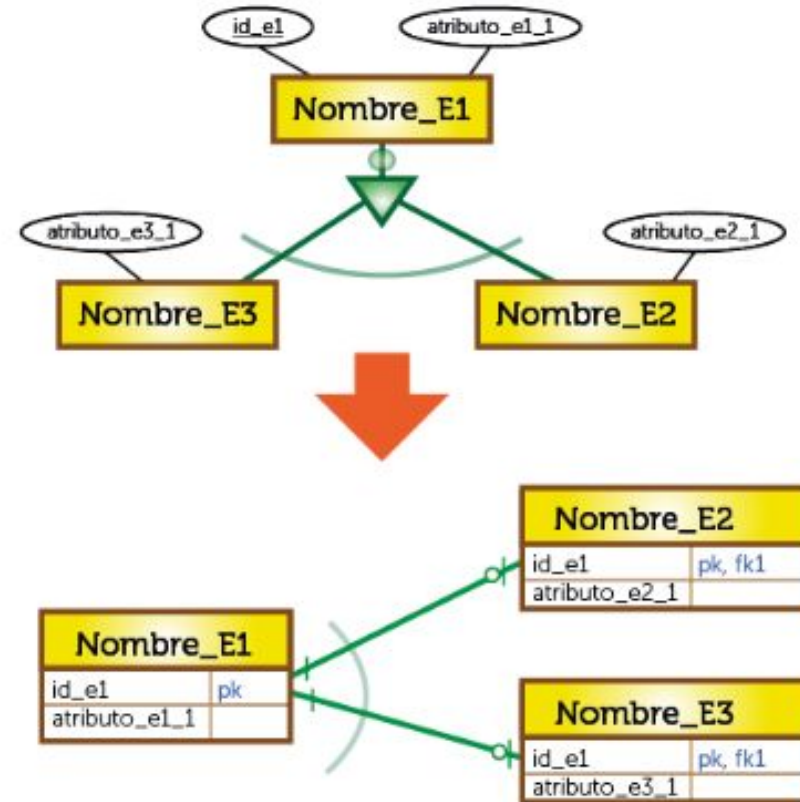 id_e1
atributo_e1_1
Nombre_E1
atributo_e3_1
atributo_e2_1
Nombre_E3
Nombre_E2
Nombre_E2
id_e1 pk, fk1
atributo_e2_1
Nombre_E1
id_e1 pk
atributo_e1_1
Nombre_E3
id_e1 pk, fk1
atributo_e3_1